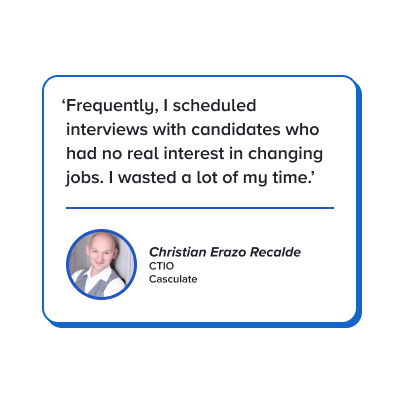 ‘Frequently, I scheduled
interviews with candidates who
had no real interest in changing
jobs. I wasted a lot of my time.’
Christian Erazo Recalde
CTIO
Casculate